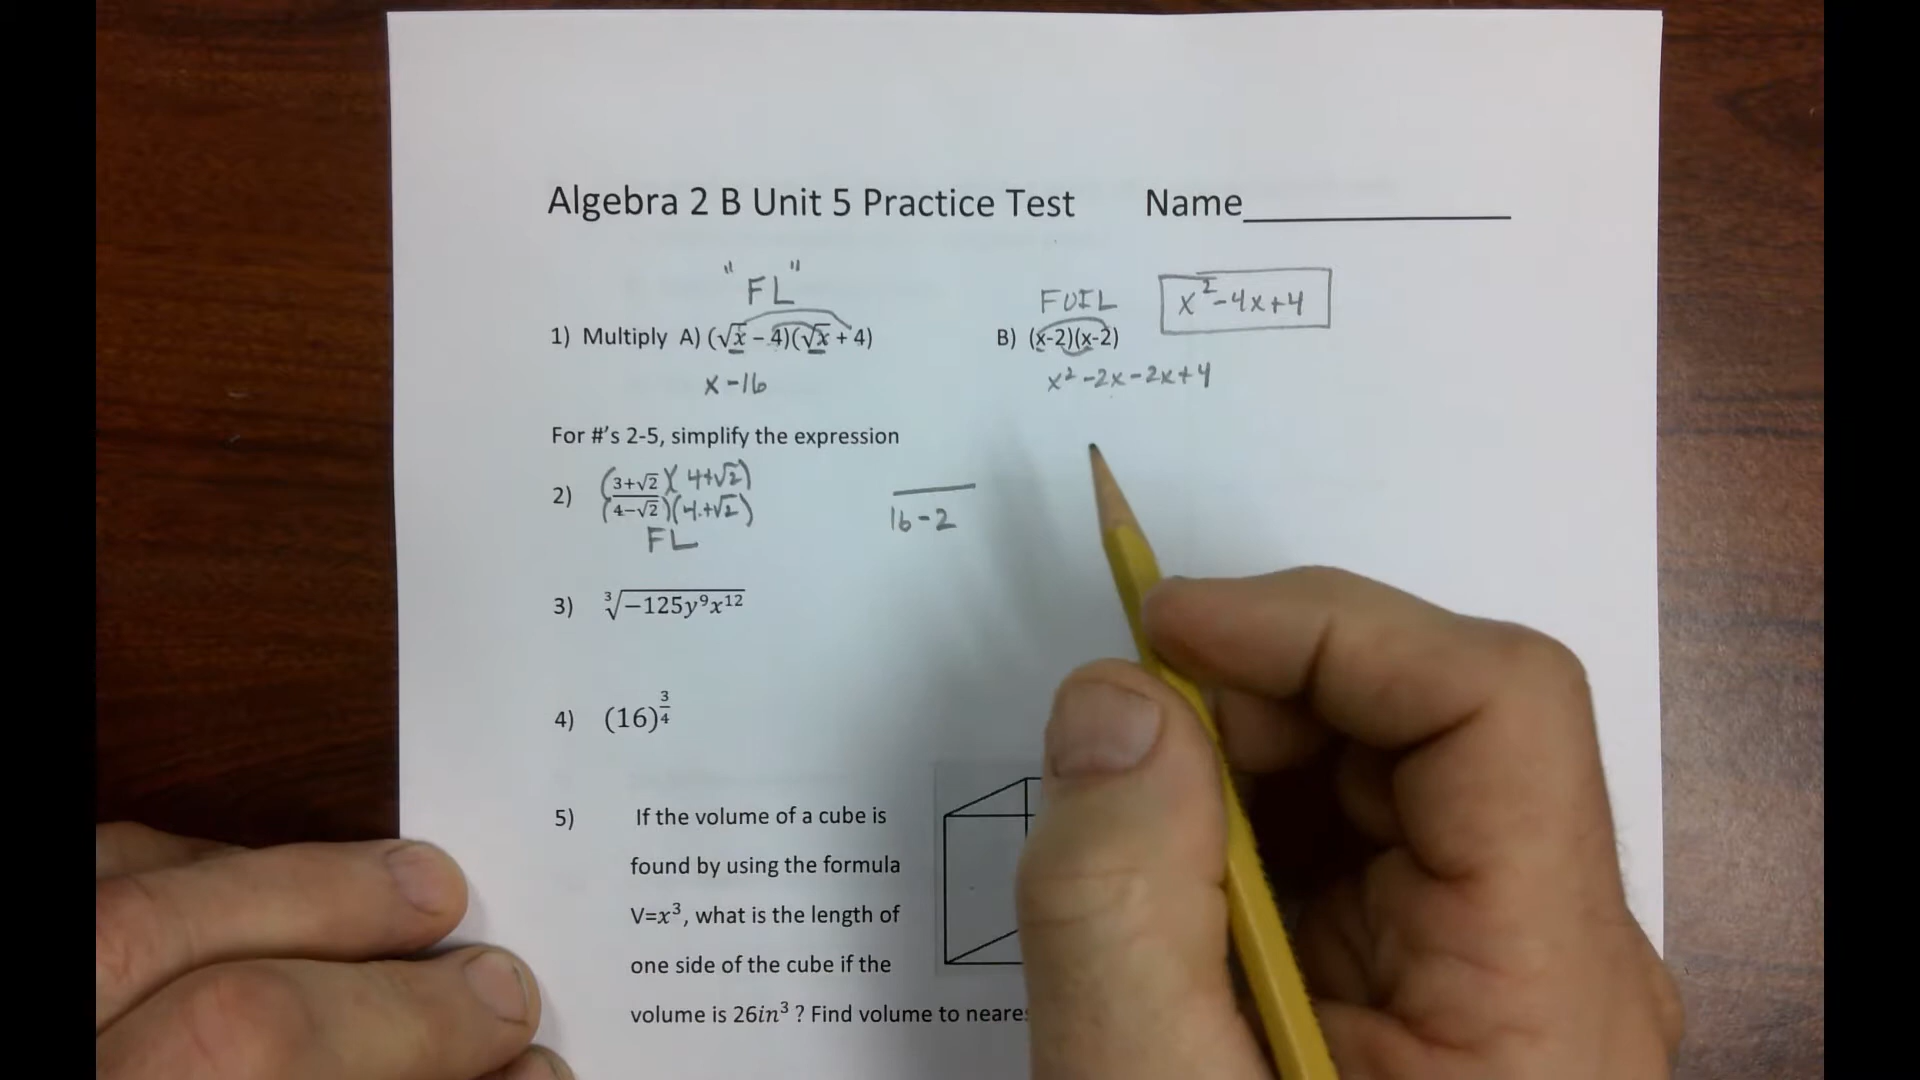 Algebra 2 B Unit 5 Practice Test Name______________
"FL"
FOIL x²-4x+4
1) Multiply A) (√x − 4)(√x + 4) B) (x-2)(x-2)
x-16 x²-2x-2x+4
For #'s 2-5, simplify the expression
2) (3+√2)(4+√2)
(4−√2)(4+√2) 16-2
FL
3) ³√−125y⁹x¹²
4) (16)^(3/4)
5) If the volume of a cube is
found by using the formula
V=x³, what is the length of
one side of the cube if the
volume is 26in³ ? Find volume to